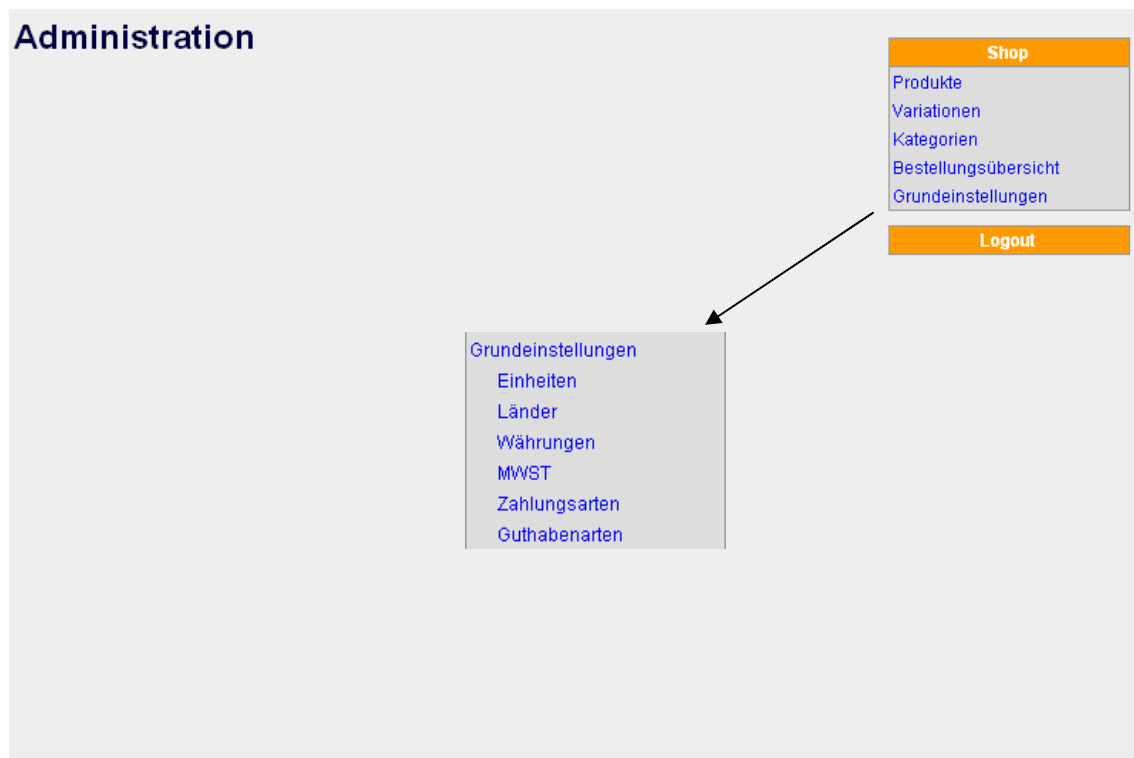 Administration
Shop
Produkte
Variationen
Kategorien
Bestellungsübersicht
Grundeinstellungen
Logout
Grundeinstellungen
Einheiten
Länder
Währungen
MWST
Zahlungsarten
Guthabenarten